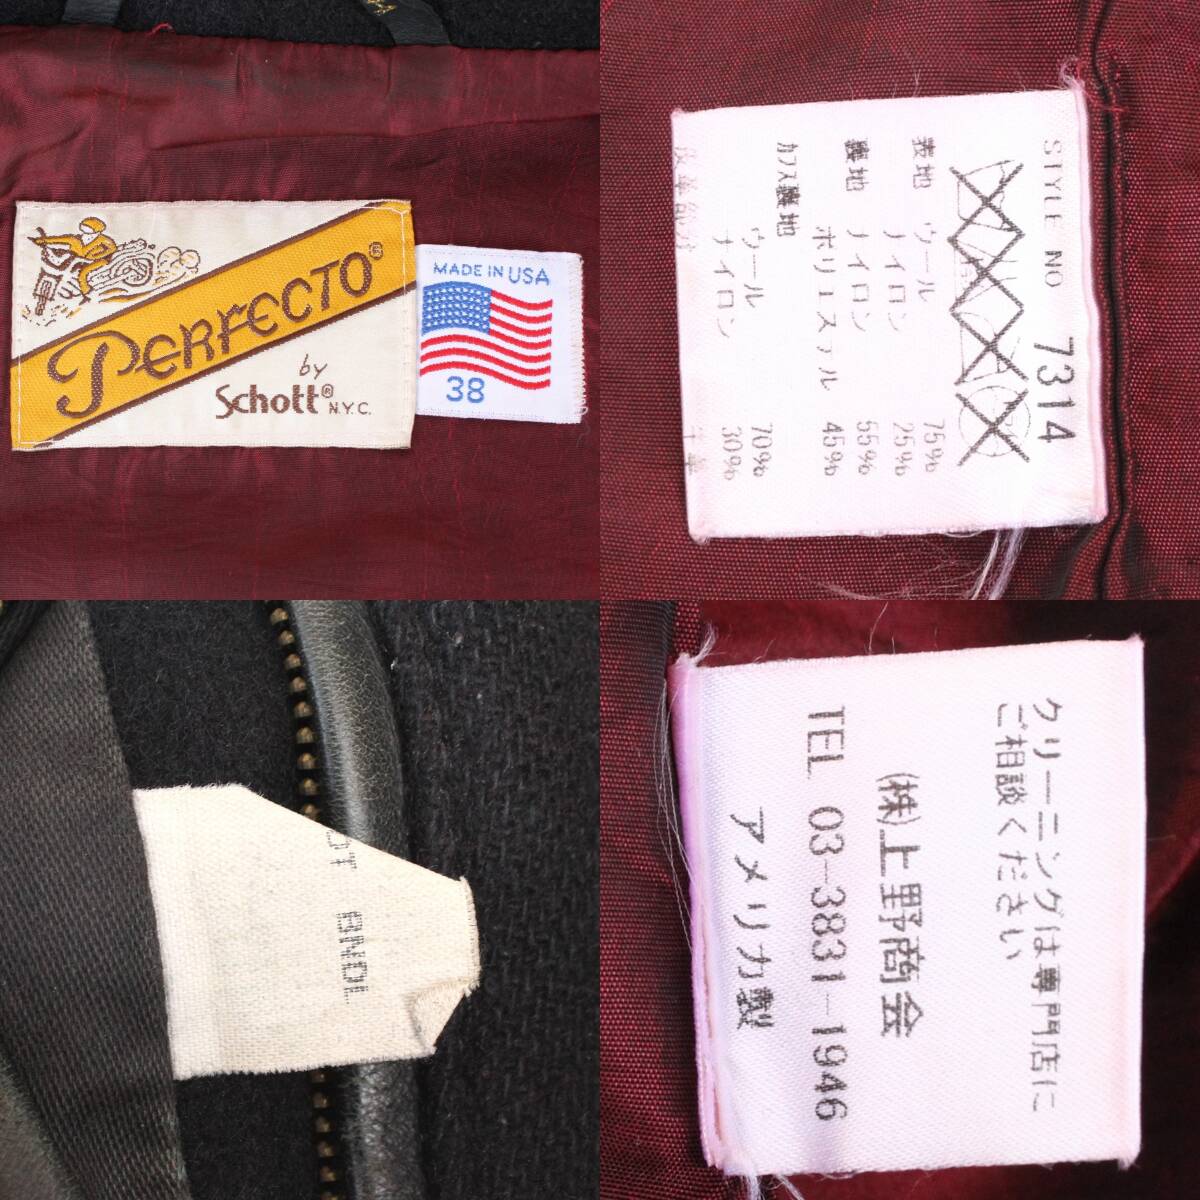 PERFECTO®
by
Schott® N.Y.C.
MADE IN USA
38
STYLE NO 7314
表地 ウール 75%
ナイロン 25%
裏地 ナイロン 55%
ポリエステル 45%
カフス裏地
ウール 70%
ナイロン 30%
BNDL
クリーニングは専門店に
ご相談ください
(株)上野商会
TEL 03-3831-1946
アメリカ製